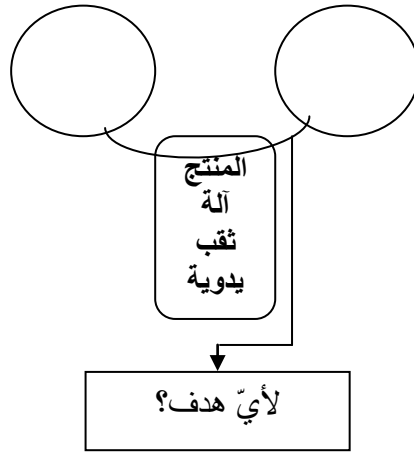 المنتج
آلة
ثقب
يدوية
لأيّ هدف؟